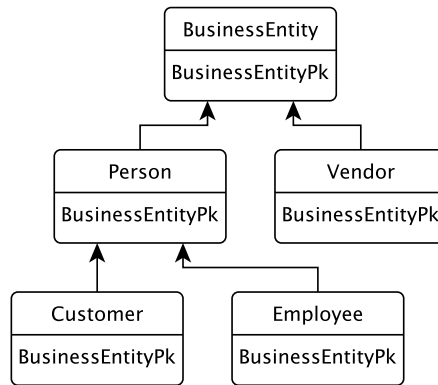 BusinessEntity
BusinessEntityPk
Person
BusinessEntityPk
Vendor
BusinessEntityPk
Customer
BusinessEntityPk
Employee
BusinessEntityPk